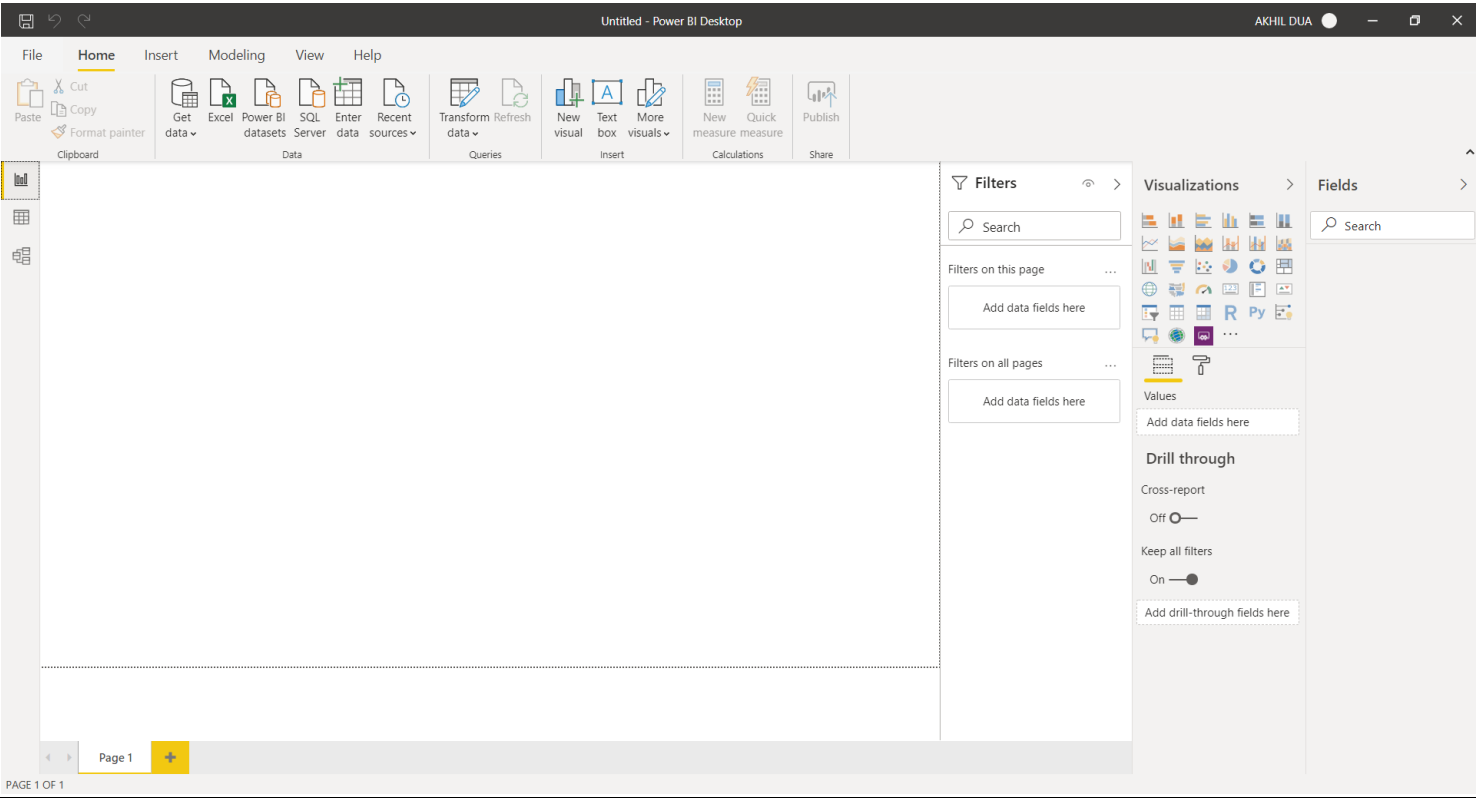 Untitled - Power BI Desktop
AKHIL DUA
File Home Insert Modeling View Help
Paste
Cut
Copy
Format painter
Clipboard
Get data
Excel
Power BI datasets
SQL Server
Enter data
Recent sources
Data
Transform data
Refresh
Queries
New visual
Text box
More visuals
Insert
New measure
Quick measure
Calculations
Publish
Share
Filters
Search
Filters on this page ...
Add data fields here
Filters on all pages ...
Add data fields here
Visualizations
123
R Py
...
Values
Add data fields here
Drill through
Cross-report
Off
Keep all filters
On
Add drill-through fields here
Fields
Search
Page 1
PAGE 1 OF 1